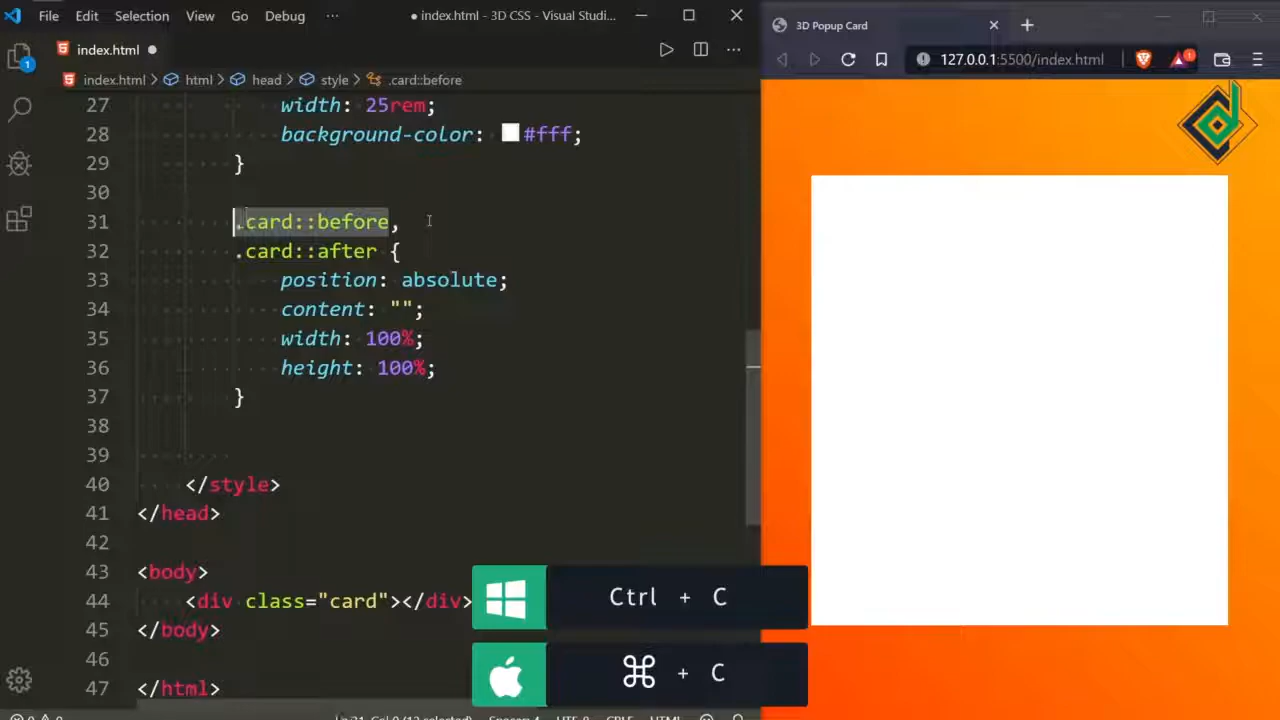 File Edit Selection View Go Debug ··· ● index.html - 3D CSS - Visual Studi...
3D Popup Card
index.html ●
127.0.0.1:5500/index.html
1
1
index.html > html > head > style > .card::before
27 width: 25rem;
28 background-color: #fff;
29 }
30
31 .card::before,
32 .card::after {
33 position: absolute;
34 content: "";
35 width: 100%;
36 height: 100%;
37 }
38
39
40 </style>
41 </head>
42
43 <body>
44 <div class="card"></div>
45 </body>
46
47 </html>
Ctrl + C
⌘ + C